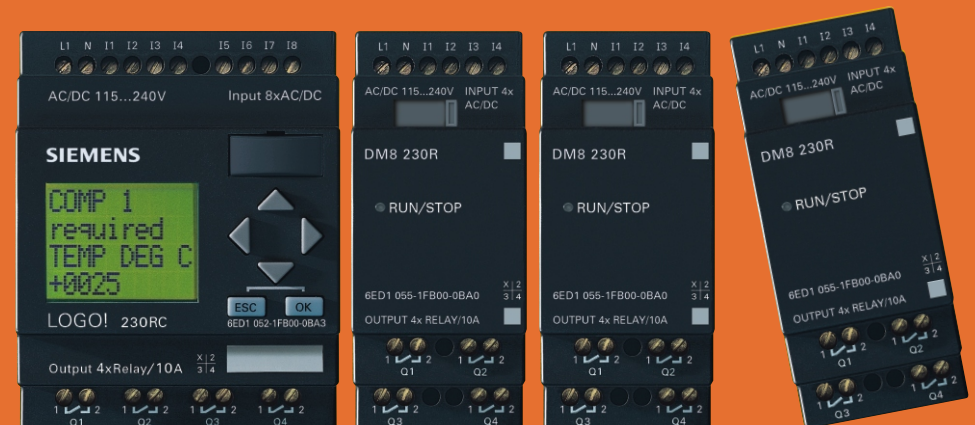 L1 N I1 I2 I3 I4 I5 I6 I7 I8
AC/DC 115...240V Input 8xAC/DC
SIEMENS
COMP 1
required
TEMP DEG C
+0025
ESC OK
LOGO! 230RC
6ED1 052-1FB00-0BA3
Output 4xRelay/10A
X 2
3 4
1 2 1 2 1 2 1 2
Q1 Q2 Q3 Q4
L1 N I1 I2 I3 I4
AC/DC 115...240V INPUT 4x
AC/DC
DM8 230R
RUN/STOP
X 2
3 4
6ED1 055-1FB00-0BA0
OUTPUT 4x RELAY/10A
1 2 1 2
Q1 Q2
1 2 1 2
Q3 Q4
L1 N I1 I2 I3 I4
AC/DC 115...240V INPUT 4x
AC/DC
DM8 230R
RUN/STOP
X 2
3 4
6ED1 055-1FB00-0BA0
OUTPUT 4x RELAY/10A
1 2 1 2
Q1 Q2
1 2 1 2
Q3 Q4
L1 N I1 I2 I3 I4
AC/DC 115...240V INPUT 4x
AC/DC
DM8 230R
RUN/STOP
X 2
3 4
6ED1 055-1FB00-0BA0
OUTPUT 4x RELAY/10A
1 2 1 2
Q1 Q2
1 2 1 2
Q3 Q4